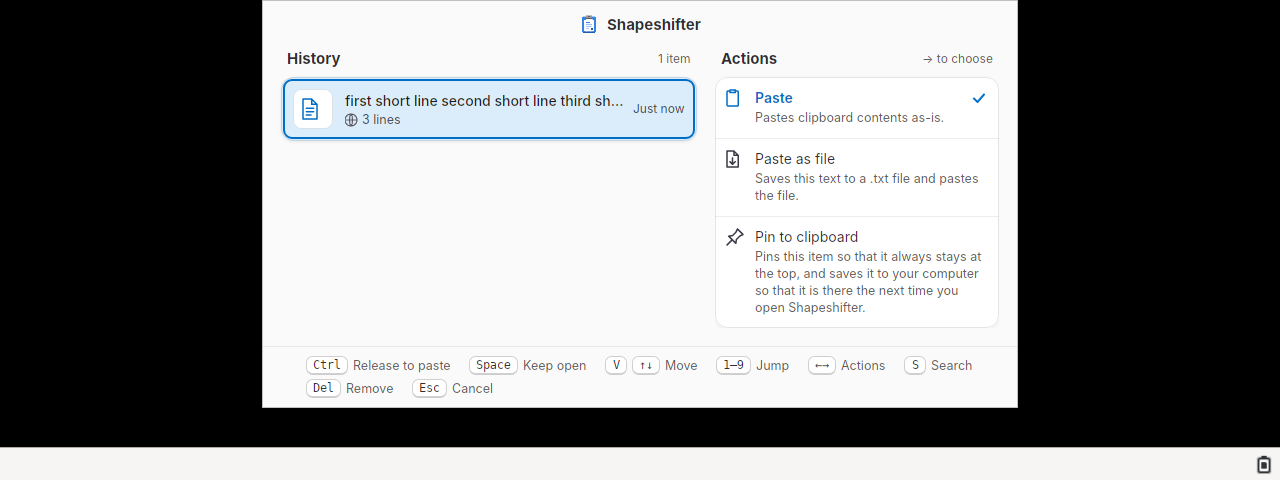 Shapeshifter
History
1 item
first short line second short line third sh...
3 lines
Just now
Actions
→ to choose
Paste
Pastes clipboard contents as-is.
Paste as file
Saves this text to a .txt file and pastes
the file.
Pin to clipboard
Pins this item so that it always stays at
the top, and saves it to your computer
so that it is there the next time you
open Shapeshifter.
Ctrl Release to paste Space Keep open V ↑↓ Move 1–9 Jump ←→ Actions S Search
Del Remove Esc Cancel